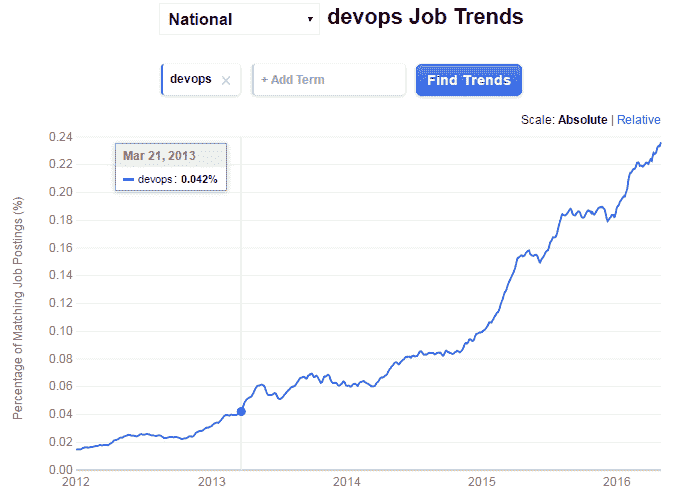 National devops Job Trends
devops × + Add Term Find Trends
Scale: Absolute | Relative
Percentage of Matching Job Postings (%)
0.24
0.22
0.20
0.18
0.16
0.14
0.12
0.10
0.08
0.06
0.04
0.02
0.00
Mar 21, 2013
devops: 0.042%
2012 2013 2014 2015 2016